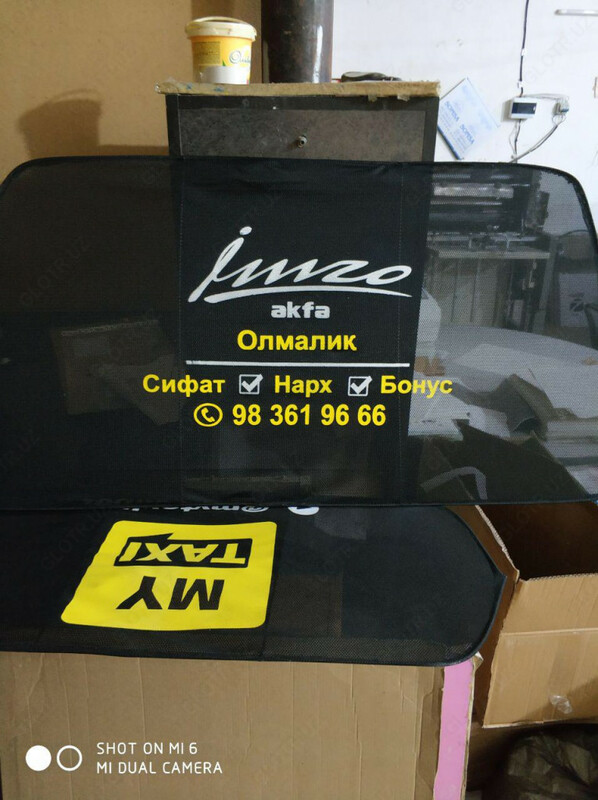 imzo
akfa
Олмалик
Сифат Нарх Бонус
98 361 96 66
MY
TAXI
SHOT ON MI 6
MI DUAL CAMERA